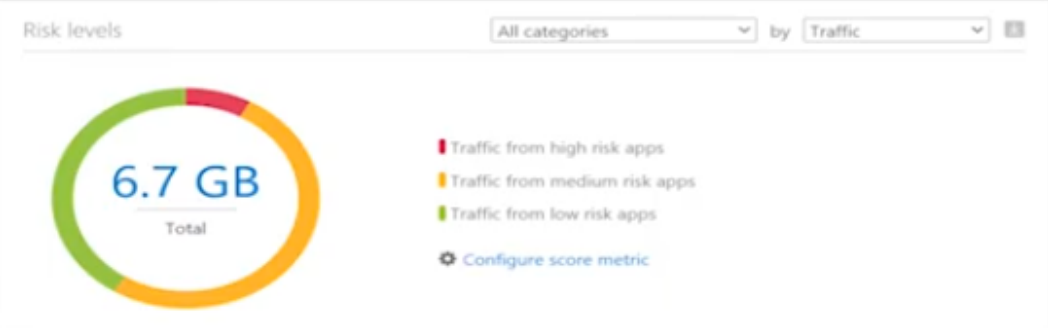 Risk levels
All categories by Traffic
6.7 GB
Total
Traffic from high risk apps
Traffic from medium risk apps
Traffic from low risk apps
Configure score metric